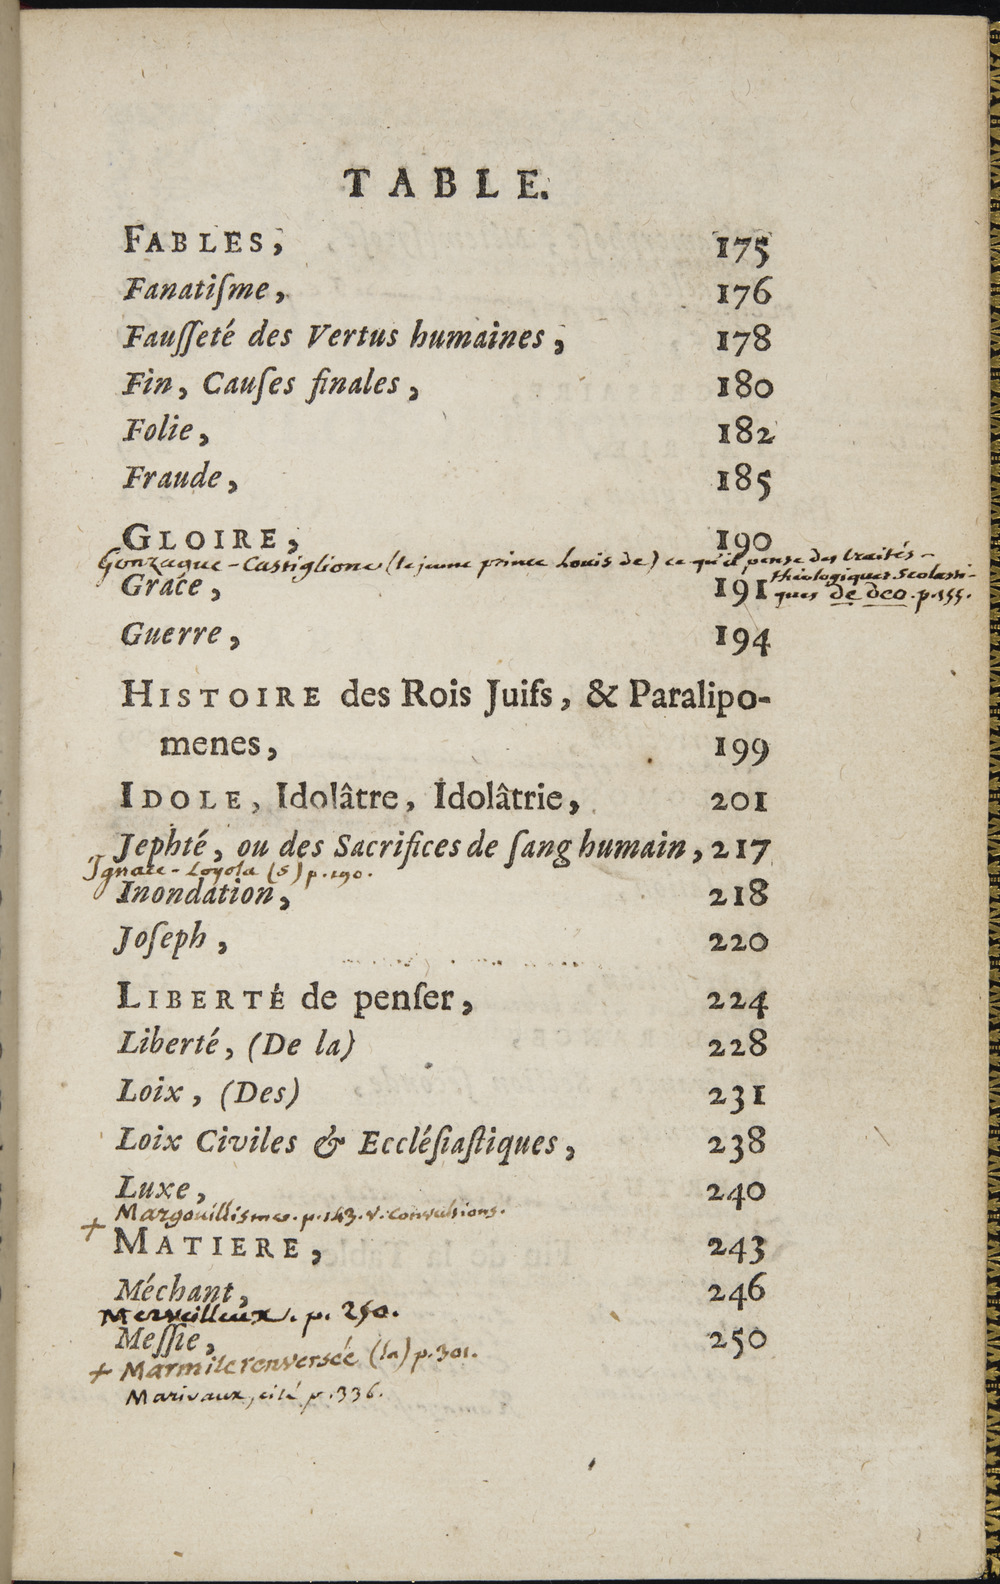 TABLE.
FABLES, 175
Fanatiſme, 176
Fauſſeté des Vertus humaines, 178
Fin, Cauſes finales, 180
Folie, 182
Fraude, 185
GLOIRE, 190
Gonzague-Castiglione (le jeune prince Louis de) ce qu'il pense des traités-
théologiques-scolasti-
Grace, 191
ques de deo. p.155.
Guerre, 194
HISTOIRE des Rois Juifs, & Paralipo-
menes, 199
IDOLE, Idolâtre, Idolâtrie, 201
Jephté, ou des Sacrifices de ſang humain, 217
Ignace-Loyola (S) p.190.
Inondation, 218
Joſeph, 220
LIBERTÉ de penſer, 224
Liberté, (De la) 228
Loix, (Des) 231
Loix Civiles & Eccléſiaſtiques, 238
Luxe, 240
+ Margouillismes. p.143. v. convulsions.
MATIERE, 243
Méchant, 246
Merveilleux. p. 250.
Meſſie, 250
+ Marmite renversée (la) p.301.
Marivaux, cité p.336.